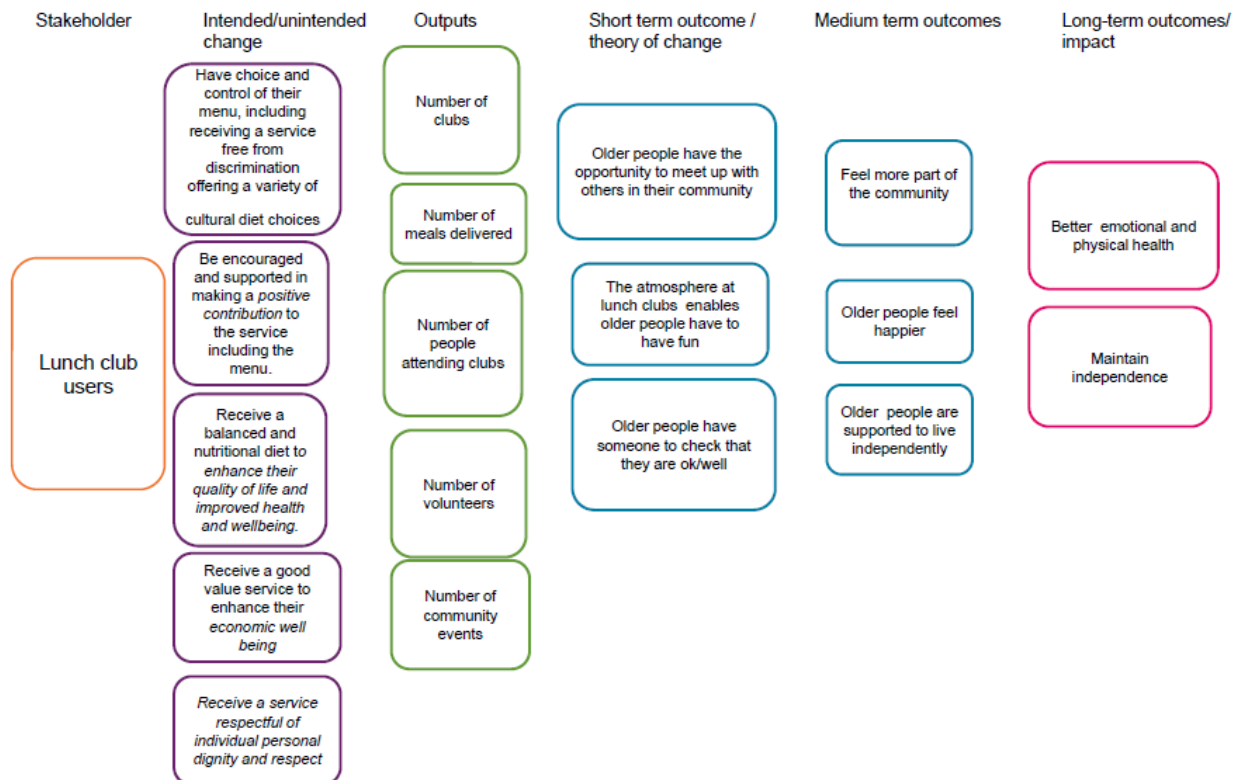 Stakeholder
Intended/unintended
change
Outputs
Short term outcome /
theory of change
Medium term outcomes
Long-term outcomes/
impact
Lunch club
users
Have choice and
control of their
menu, including
receiving a service
free from
discrimination
offering a variety of
cultural diet choices
Be encouraged
and supported in
making a positive
contribution to
the service
including the
menu.
Receive a
balanced and
nutritional diet to
enhance their
quality of life and
improved health
and wellbeing.
Receive a good
value service to
enhance their
economic well
being
Receive a service
respectful of
individual personal
dignity and respect
Number of
clubs
Number of
meals delivered
Number of
people
attending clubs
Number of
volunteers
Number of
community
events
Older people have the
opportunity to meet up with
others in their community
The atmosphere at
lunch clubs enables
older people have to
have fun
Older people have
someone to check that
they are ok/well
Feel more part of
the community
Older people feel
happier
Older people are
supported to live
independently
Better emotional and
physical health
Maintain
independence